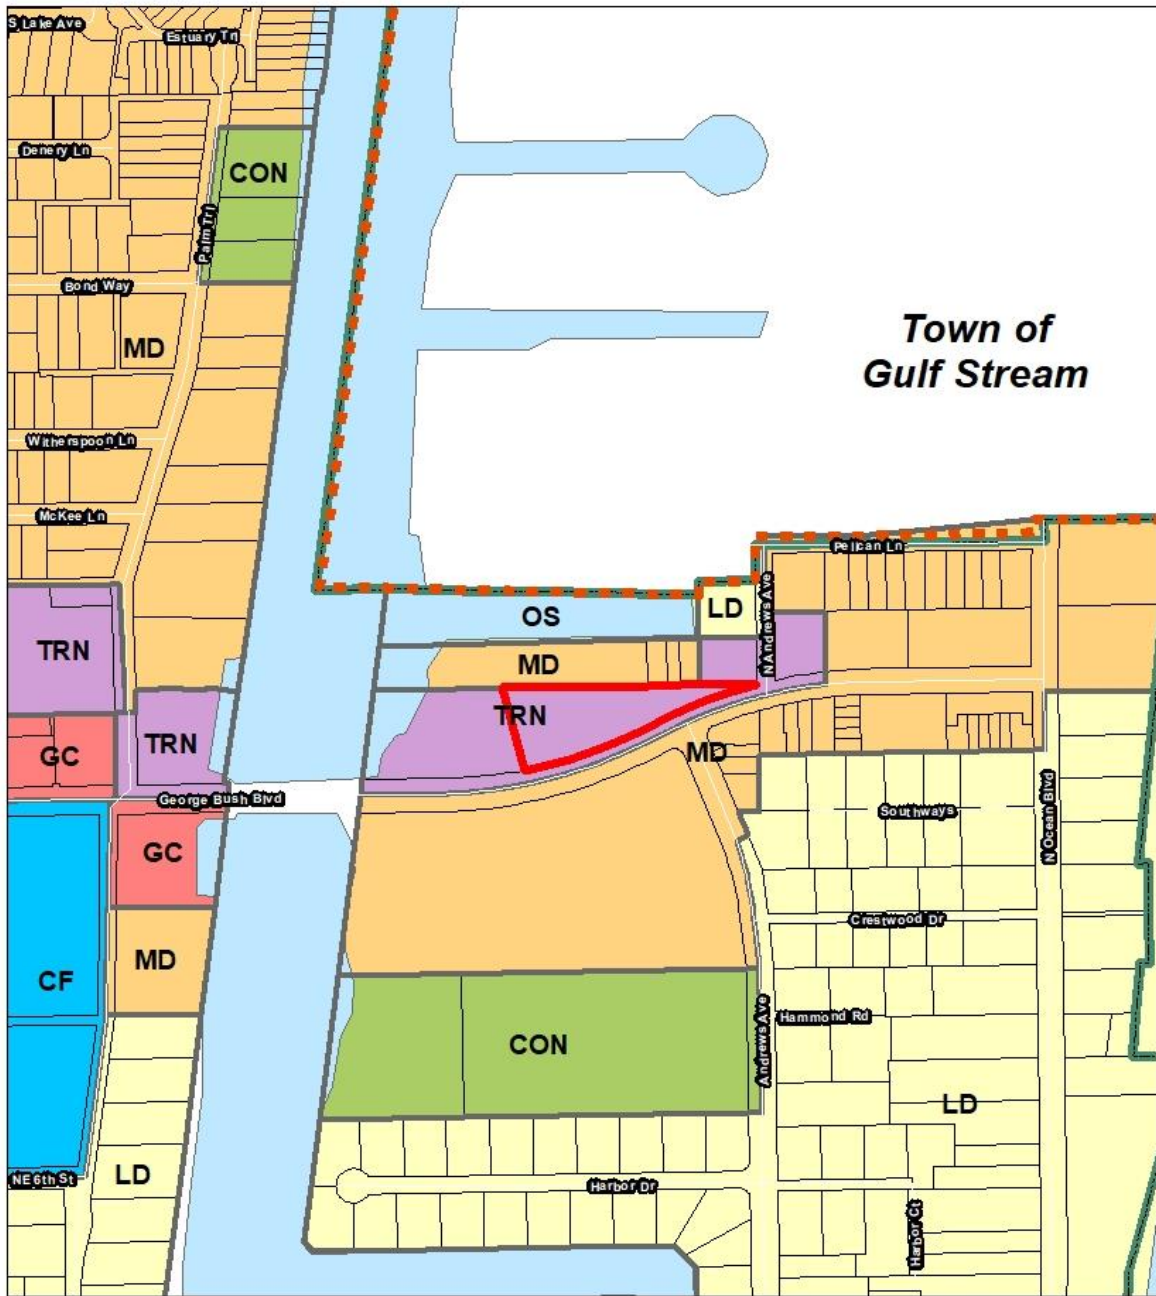 S Lake Ave
Estuary Trl
Denery Ln
CON
Palm Trl
Bond Way
Town of
Gulf Stream
MD
Witherspoon Ln
McKee Ln
Pelican Ln
LD
OS
N Andrews Ave
TRN
MD
TRN
TRN
MD
GC
George Bush Blvd
Southways
N Ocean Blvd
GC
Crestwood Dr
MD
CF
Hammond Rd
Andrews Ave
CON
LD
NE 6th St
LD
Harbor Dr
Harbor Ct